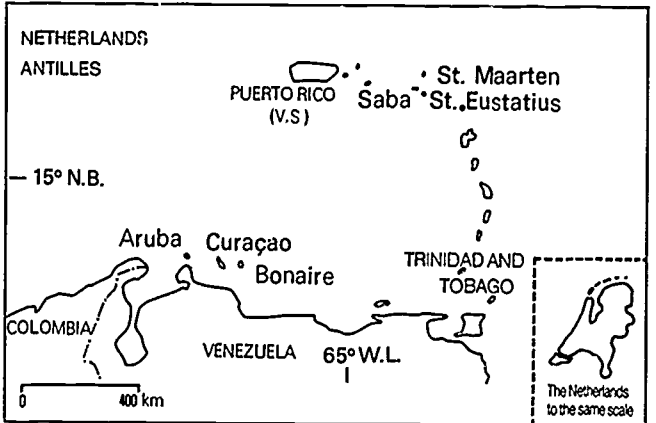 NETHERLANDS
ANTILLES
PUERTO RICO
(V.S)
St. Maarten
Saba
St. Eustatius
15° N.B.
Aruba
Curaçao
Bonaire
TRINIDAD AND
TOBAGO
COLOMBIA
VENEZUELA
65° W.L.
0 400 km
The Netherlands
to the same scale